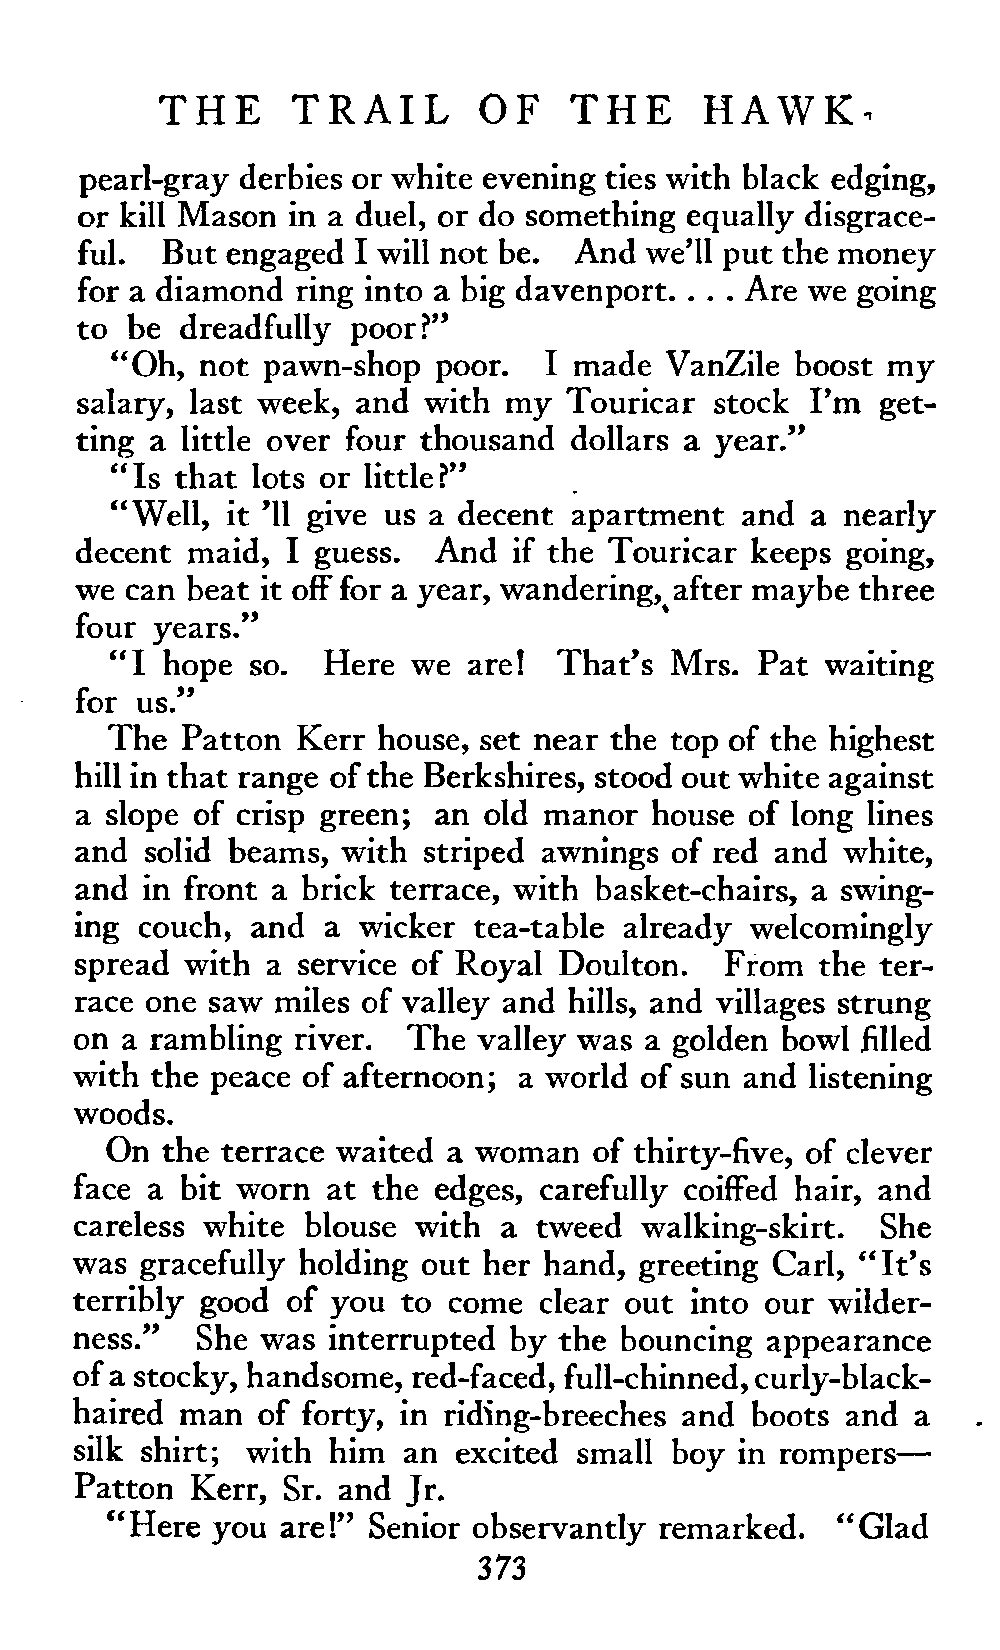 THE TRAIL OF THE HAWK
pearl-gray derbies or white evening ties with black edging,
or kill Mason in a duel, or do something equally disgrace-
ful. But engaged I will not be. And we'll put the money
for a diamond ring into a big davenport. . . . Are we going
to be dreadfully poor?"
"Oh, not pawn-shop poor. I made VanZile boost my
salary, last week, and with my Touricar stock I'm get-
ting a little over four thousand dollars a year."
"Is that lots or little?"
"Well, it 'll give us a decent apartment and a nearly
decent maid, I guess. And if the Touricar keeps going,
we can beat it off for a year, wandering, after maybe three
four years."
"I hope so. Here we are! That's Mrs. Pat waiting
for us."
The Patton Kerr house, set near the top of the highest
hill in that range of the Berkshires, stood out white against
a slope of crisp green; an old manor house of long lines
and solid beams, with striped awnings of red and white,
and in front a brick terrace, with basket-chairs, a swing-
ing couch, and a wicker tea-table already welcomingly
spread with a service of Royal Doulton. From the ter-
race one saw miles of valley and hills, and villages strung
on a rambling river. The valley was a golden bowl filled
with the peace of afternoon; a world of sun and listening
woods.
On the terrace waited a woman of thirty-five, of clever
face a bit worn at the edges, carefully coiffed hair, and
careless white blouse with a tweed walking-skirt. She
was gracefully holding out her hand, greeting Carl, "It's
terribly good of you to come clear out into our wilder-
ness." She was interrupted by the bouncing appearance
of a stocky, handsome, red-faced, full-chinned, curly-black-
haired man of forty, in riding-breeches and boots and a
silk shirt; with him an excited small boy in rompers—
Patton Kerr, Sr. and Jr.
"Here you are!" Senior observantly remarked. "Glad
373